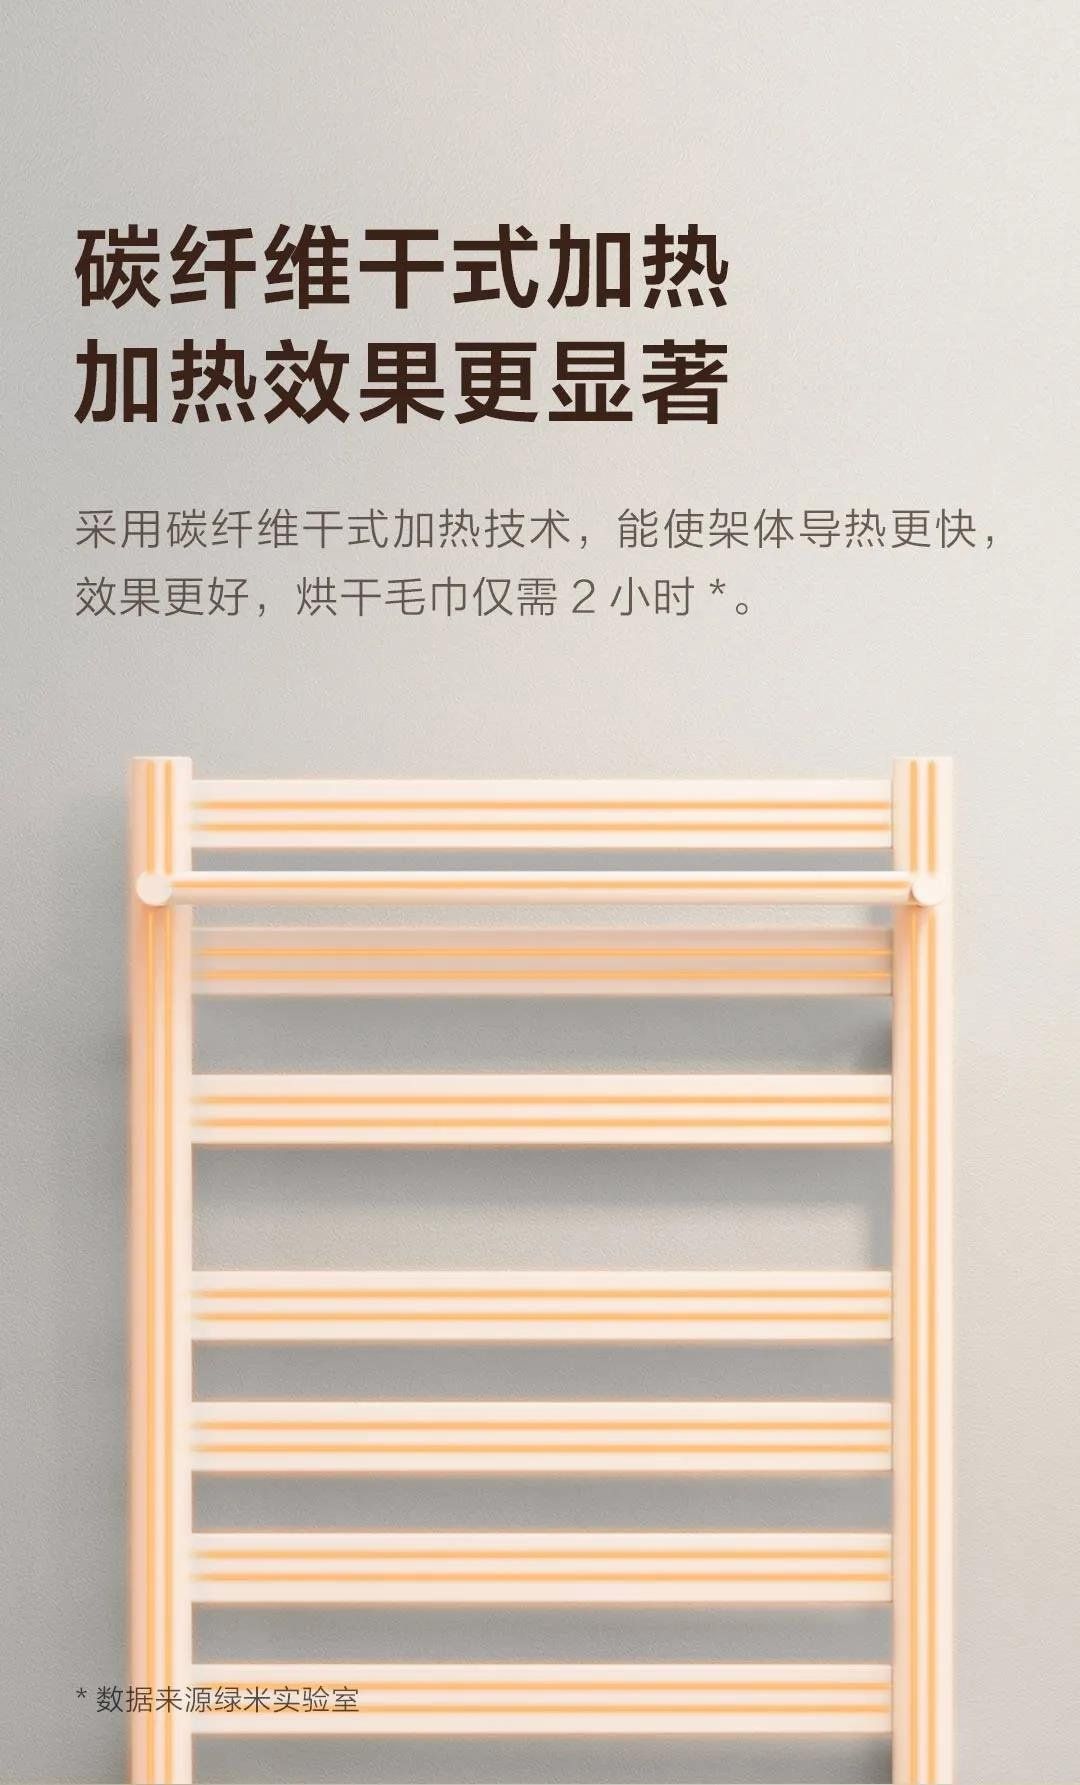 碳纤维干式加热
加热效果更显著
采用碳纤维干式加热技术，能使架体导热更快，
效果更好，烘干毛巾仅需 2 小时 *。
* 数据来源绿米实验室